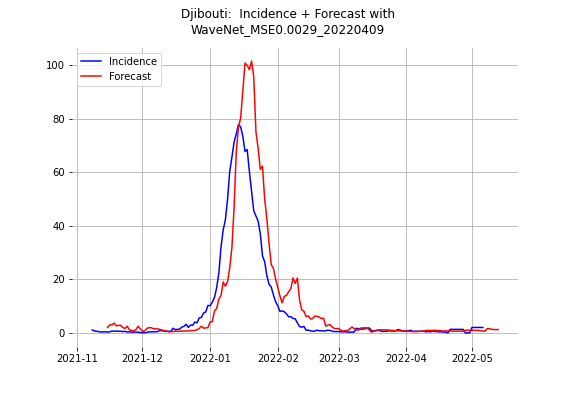 Djibouti:  Incidence + Forecast with
WaveNet_MSE0.0029_20220409
Incidence
Forecast
100
80
60
40
20
0
2021-11 2021-12 2022-01 2022-02 2022-03 2022-04 2022-05